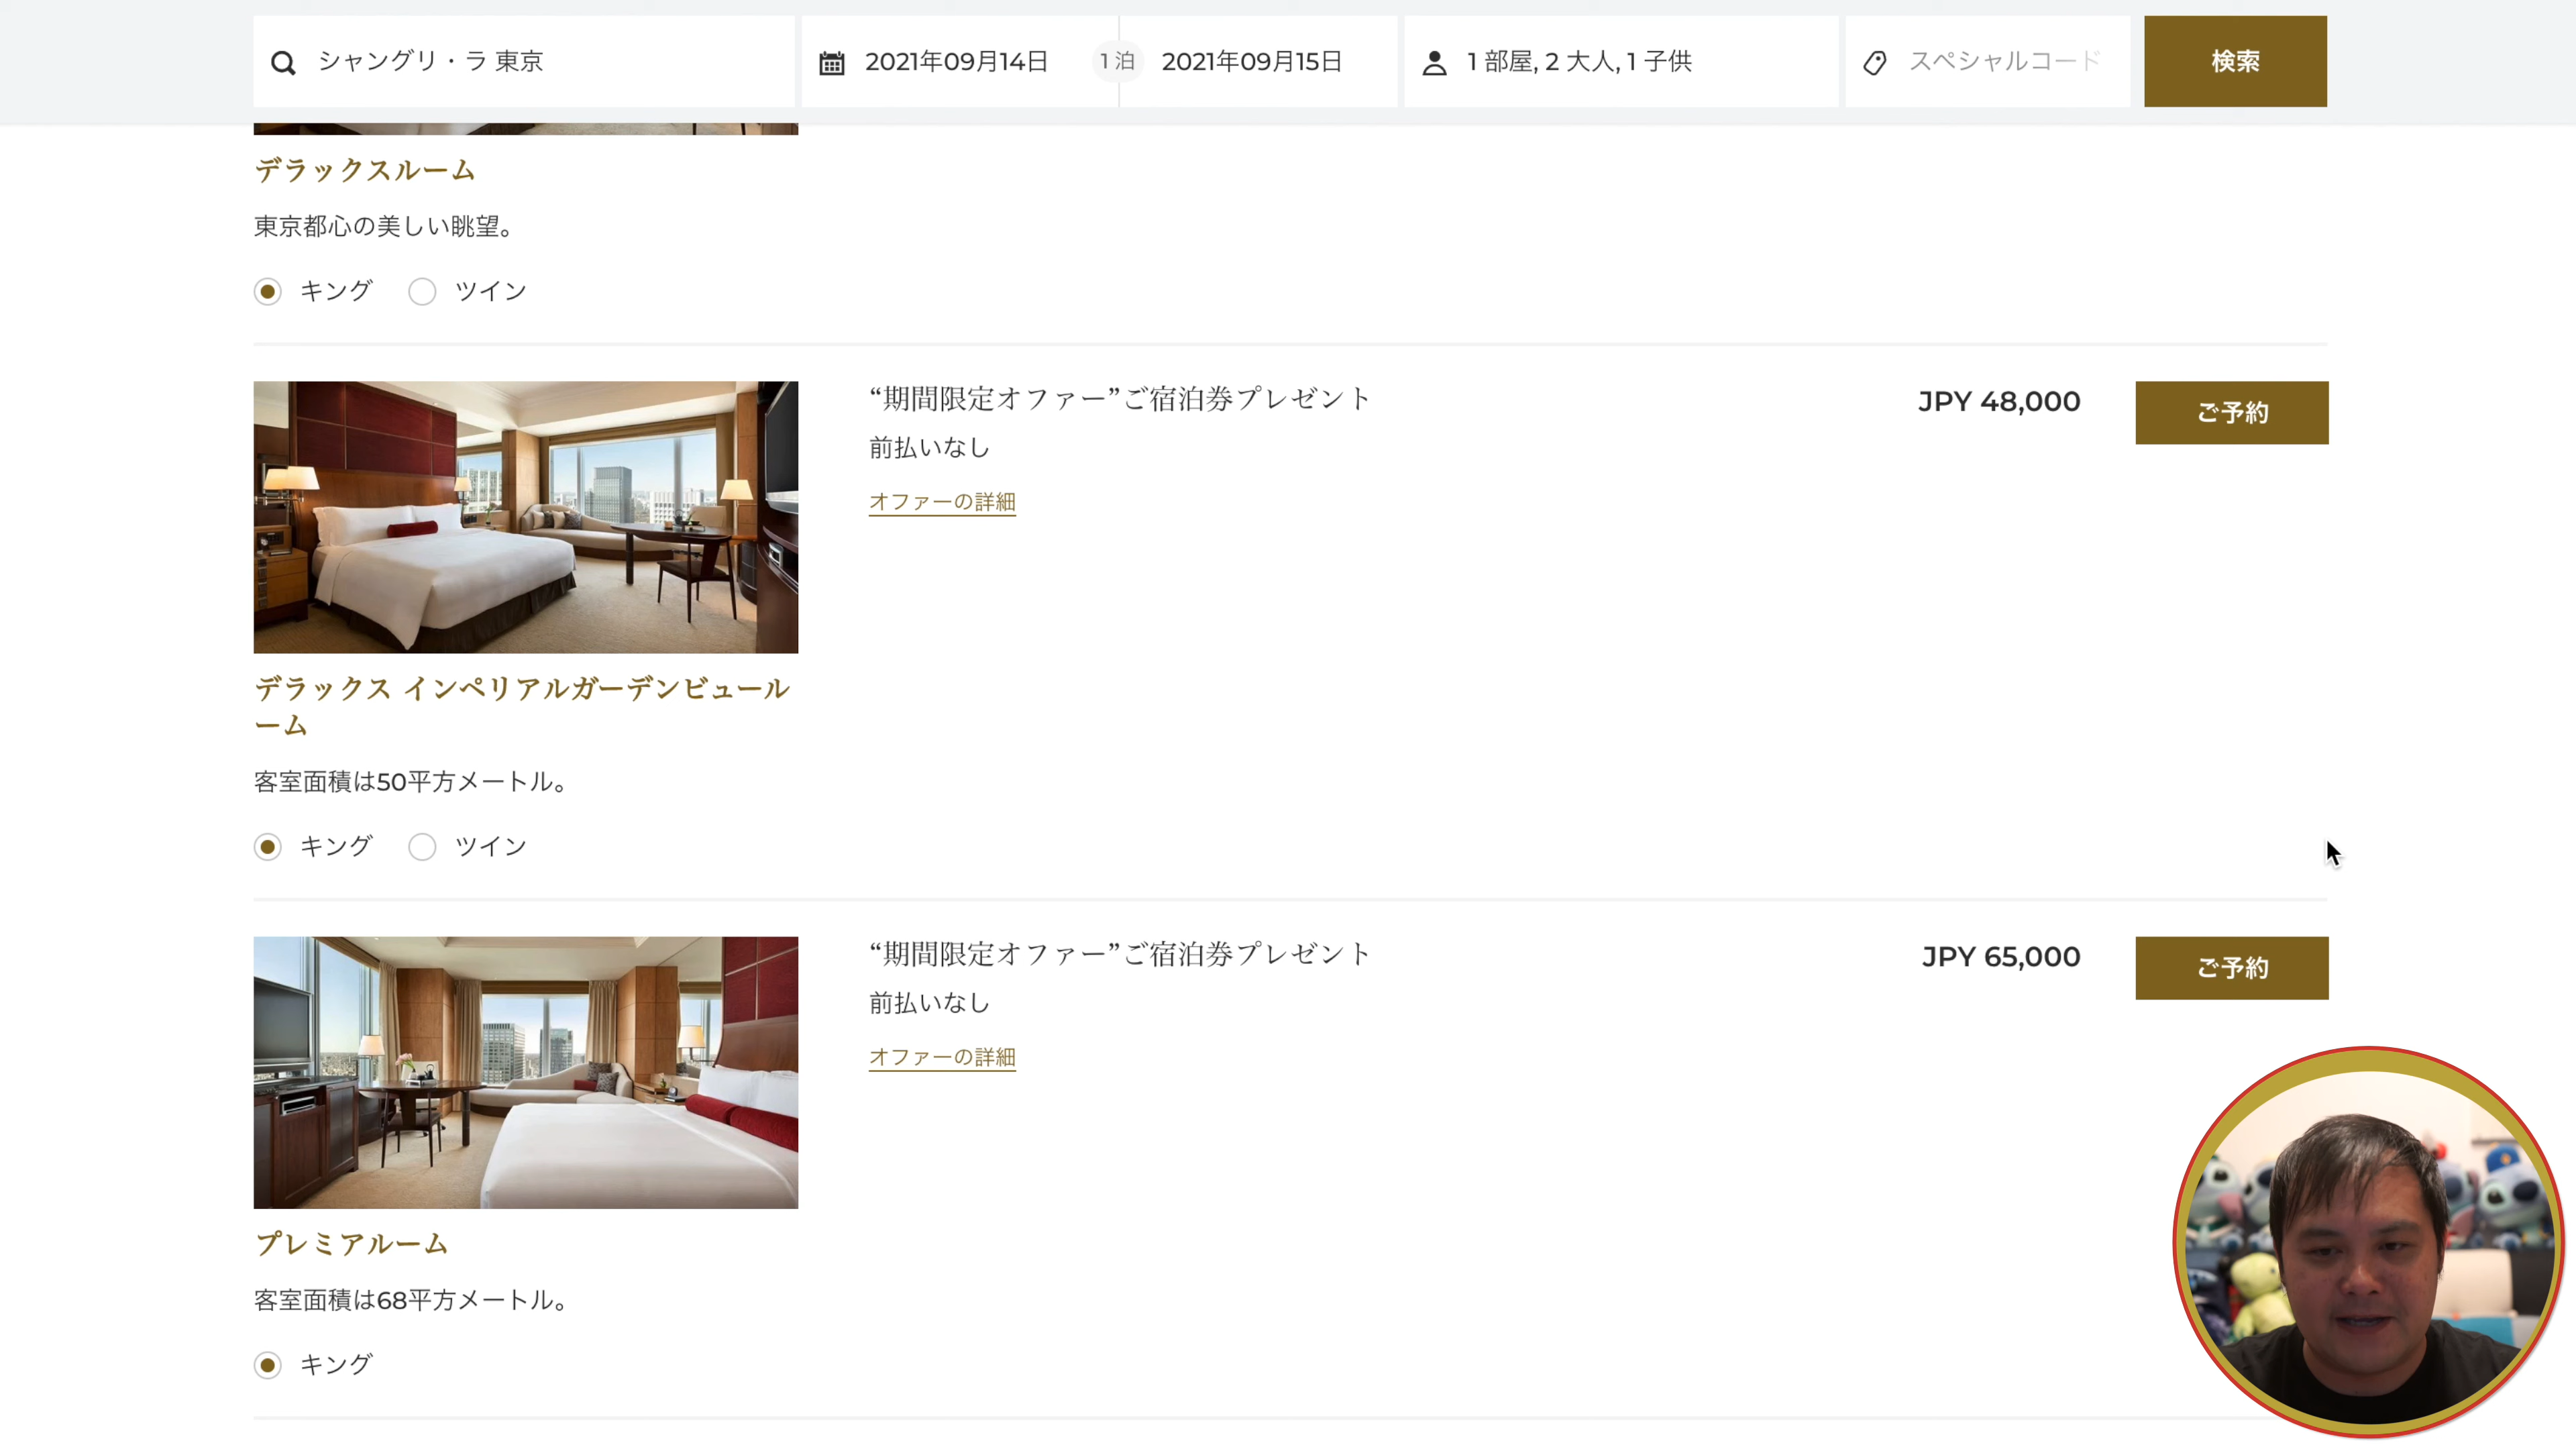 シャングリ・ラ 東京
2021年09月14日
1 泊
2021年09月15日
1 部屋, 2 大人, 1 子供
スペシャルコード
検索
デラックスルーム
東京都心の美しい眺望。
キング
ツイン
“期間限定オファー”ご宿泊券プレゼント
JPY 48,000
ご予約
前払いなし
オファーの詳細
デラックス インペリアルガーデンビュール
ーム
客室面積は50平方メートル。
キング
ツイン
“期間限定オファー”ご宿泊券プレゼント
JPY 65,000
ご予約
前払いなし
オファーの詳細
プレミアルーム
客室面積は68平方メートル。
キング